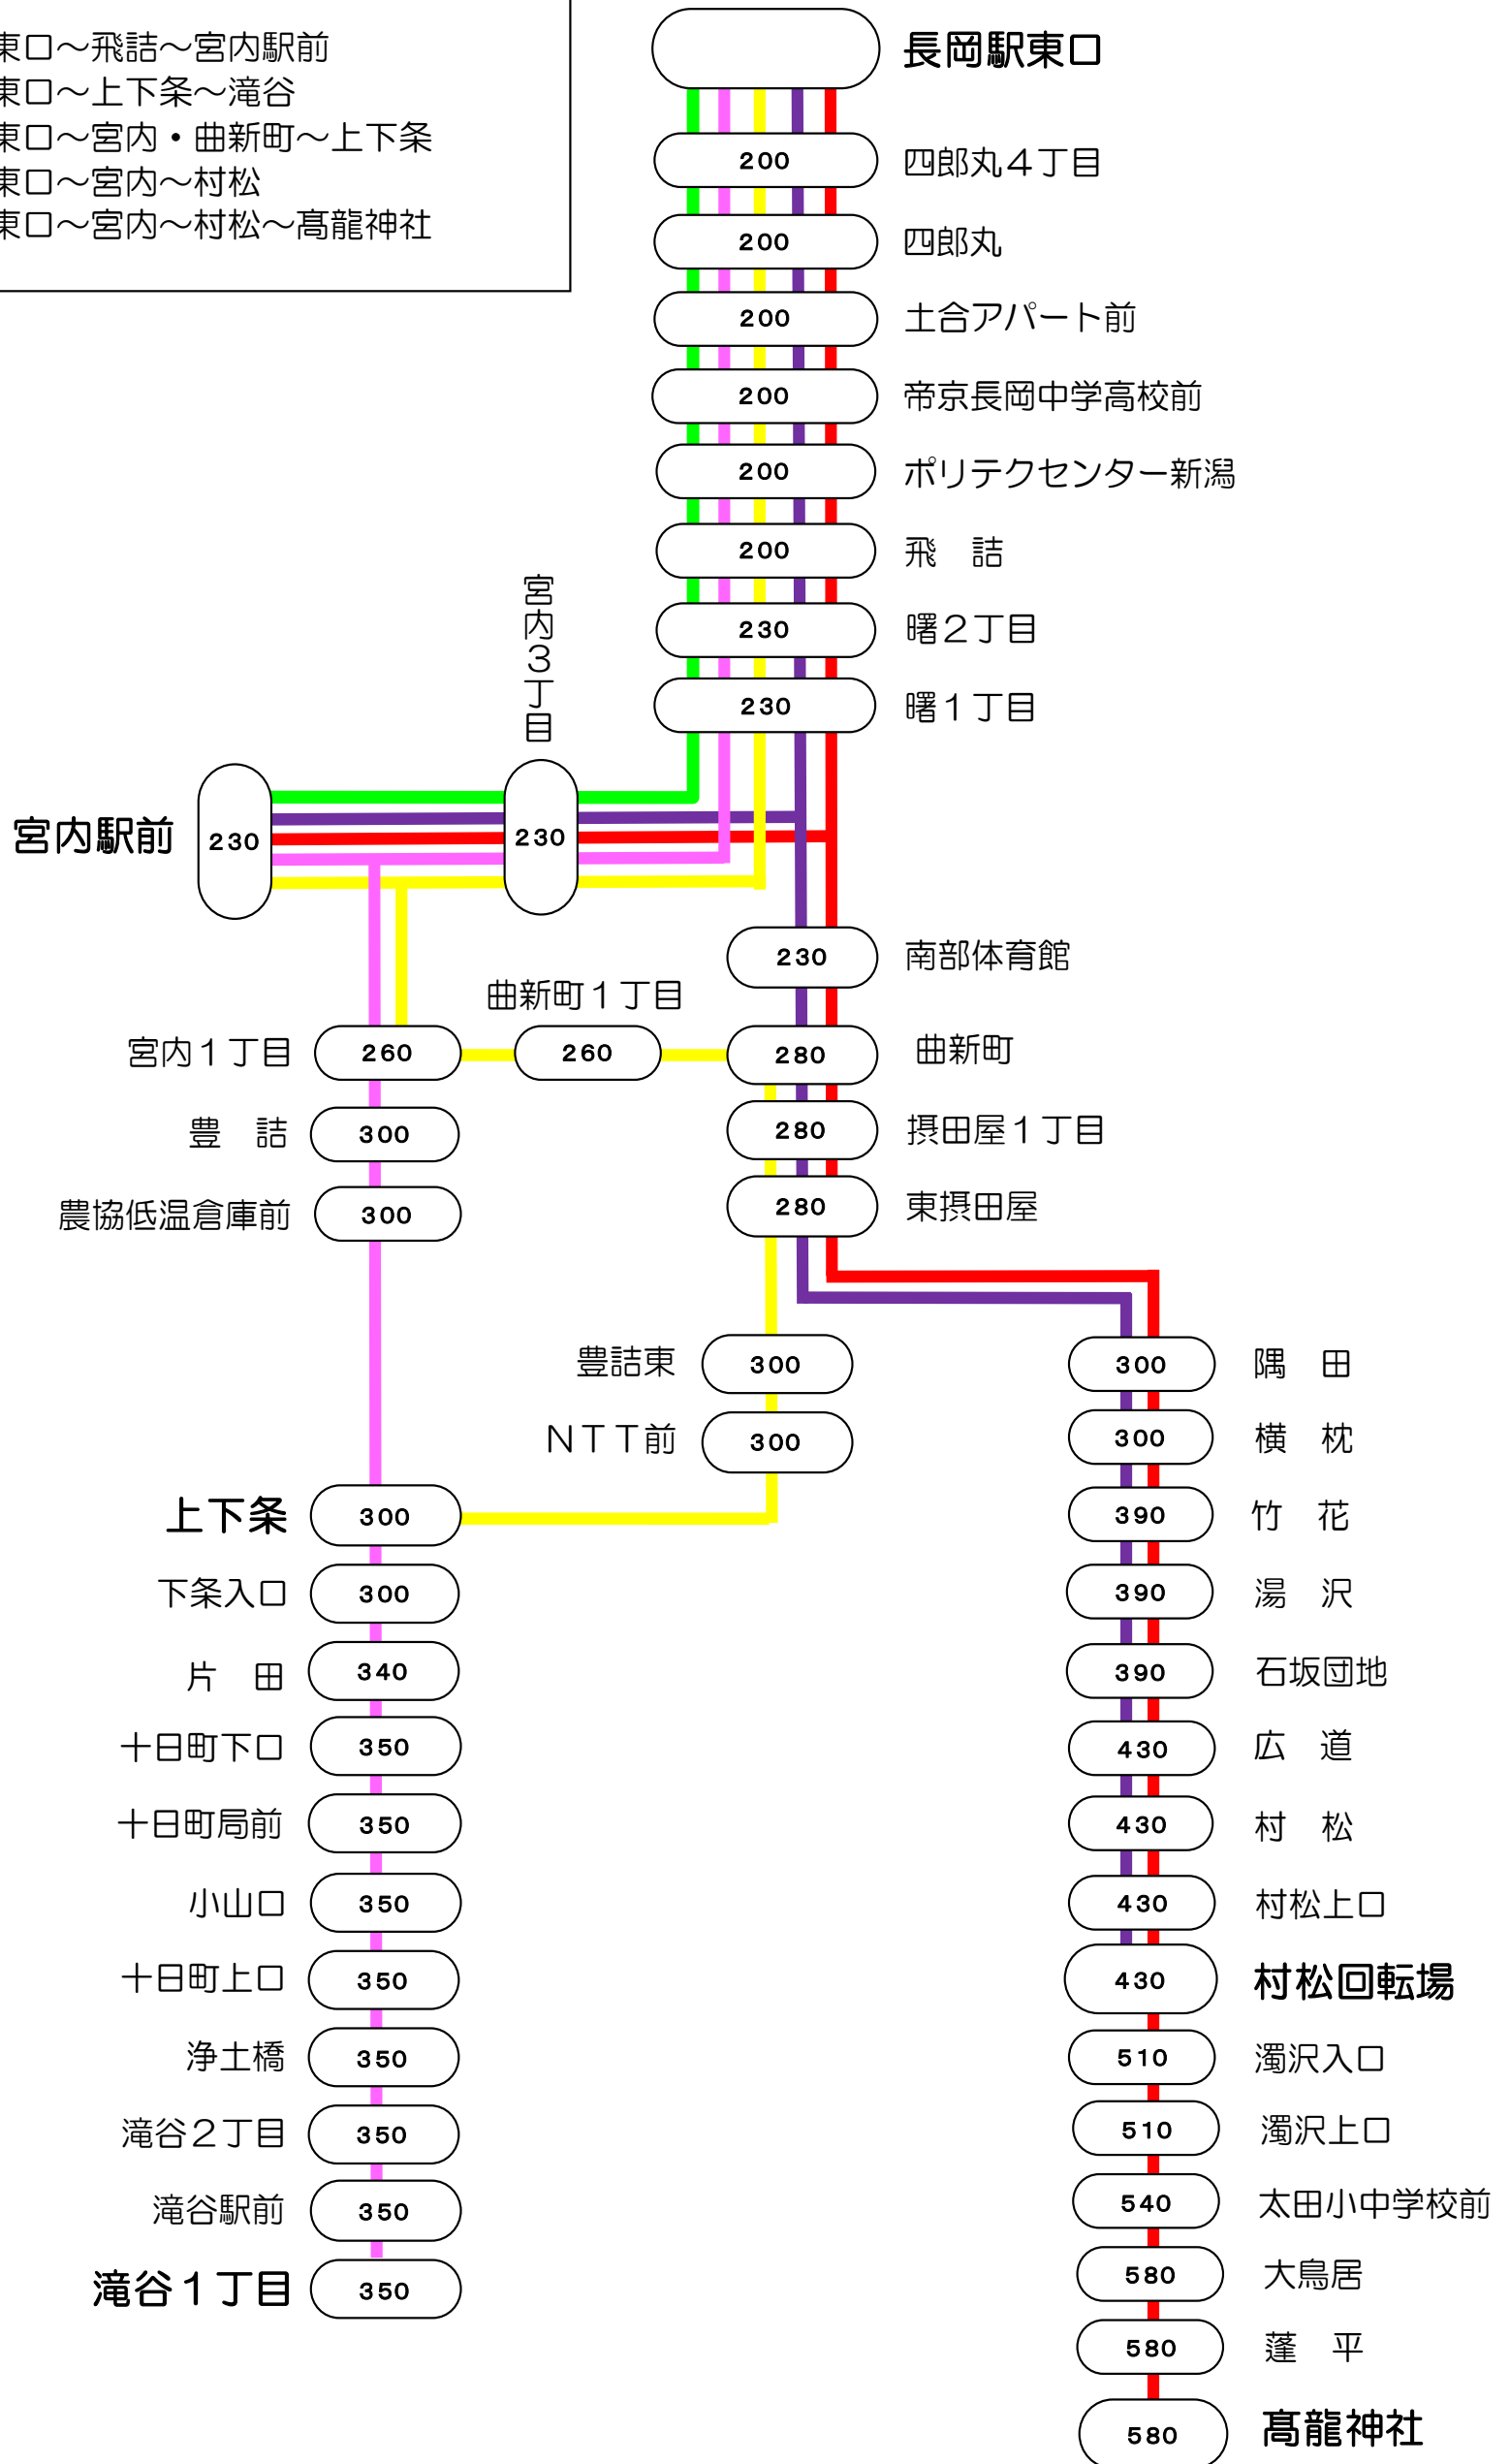 東口～飛詰～宮内駅前
東口～上下条～滝谷
東口～宮内・曲新町～上下条
東口～宮内～村松
東口～宮内～村松～髙龍神社
長岡駅東口
200 四郎丸４丁目
200 四郎丸
200 土合アパート前
200 帝京長岡中学高校前
200 ポリテクセンター新潟
200 飛　詰
230 曙２丁目
230 曙１丁目
宮内３丁目
宮内駅前 230
230
230 南部体育館
曲新町１丁目
宮内１丁目 260
260
280 曲新町
豊　詰 300
280 摂田屋１丁目
農協低温倉庫前 300
280 東摂田屋
豊詰東 300
ＮＴＴ前 300
上下条 300
下条入口 300
片　田 340
十日町下口 350
十日町局前 350
小山口 350
十日町上口 350
浄土橋 350
滝谷２丁目 350
滝谷駅前 350
滝谷１丁目 350
300 隅　田
300 横　枕
390 竹　花
390 湯　沢
390 石坂団地
430 広　道
430 村　松
430 村松上口
430 村松回転場
510 濁沢入口
510 濁沢上口
540 太田小中学校前
580 大鳥居
580 蓬　平
580 髙龍神社